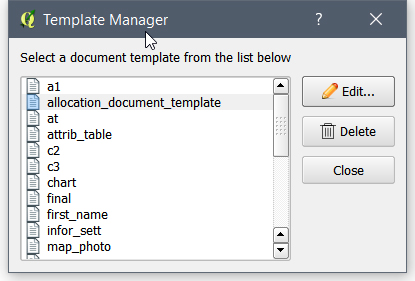 Template Manager
?
Select a document template from the list below
a1
allocation_document_template
at
attrib_table
c2
c3
chart
final
first_name
infor_sett
map_photo
Edit...
Delete
Close